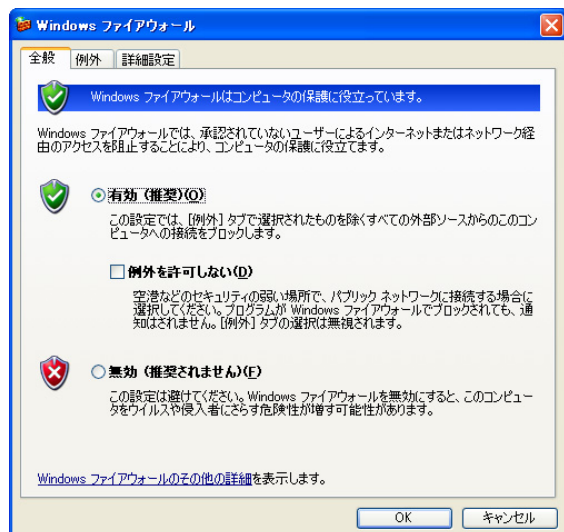 Windows ファイアウォール
全般 例外 詳細設定
Windows ファイアウォールはコンピュータの保護に役立っています。
Windows ファイアウォールでは、承認されていないユーザーによるインターネットまたはネットワーク経
由のアクセスを阻止することにより、コンピュータの保護に役立てます。
有効 (推奨)(O)
この設定では、[例外] タブで選択されたものを除くすべての外部ソースからのこのコン
ピュータへの接続をブロックします。
例外を許可しない(D)
空港などのセキュリティの弱い場所で、パブリック ネットワークに接続する場合に
選択してください。プログラムが Windows ファイアウォールでブロックされても、通
知はされません。[例外] タブの選択は無視されます。
無効 (推奨されません)(F)
この設定は避けてください。Windows ファイアウォールを無効にすると、このコンピュー
タをウイルスや侵入者にさらす危険性が増す可能性があります。
Windows ファイアウォールのその他の詳細を表示します。
OK キャンセル